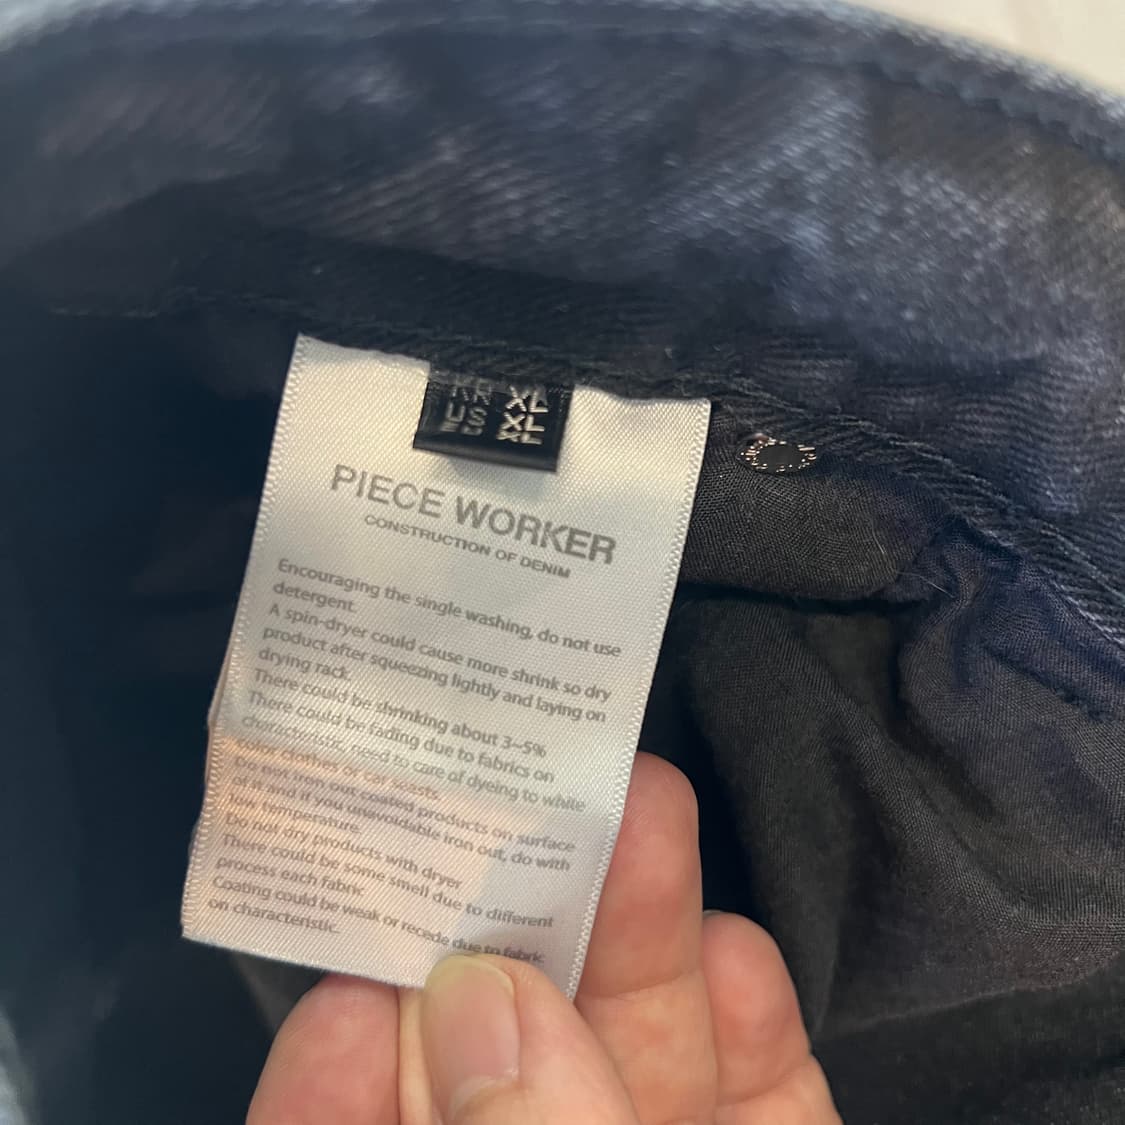 KR XL
US XL
PIECE WORKER
CONSTRUCTION OF DENIM
Encouraging the single washing, do not use
detergent.
A spin-dryer could cause more shrink so dry
product after squeezing lightly and laying on
drying rack.
There could be shrinking about 3~5%
There could be fading due to fabrics on
characteristic, need to care of dyeing to white
color clothes or car seasts.
Do not iron out coated products on surface
of it and if you unavoidable iron out, do with
low temperature.
Do not dry products with dryer
There could be some smell due to different
process each fabric
Coating could be weak or recede due to fabric
on characteristic.